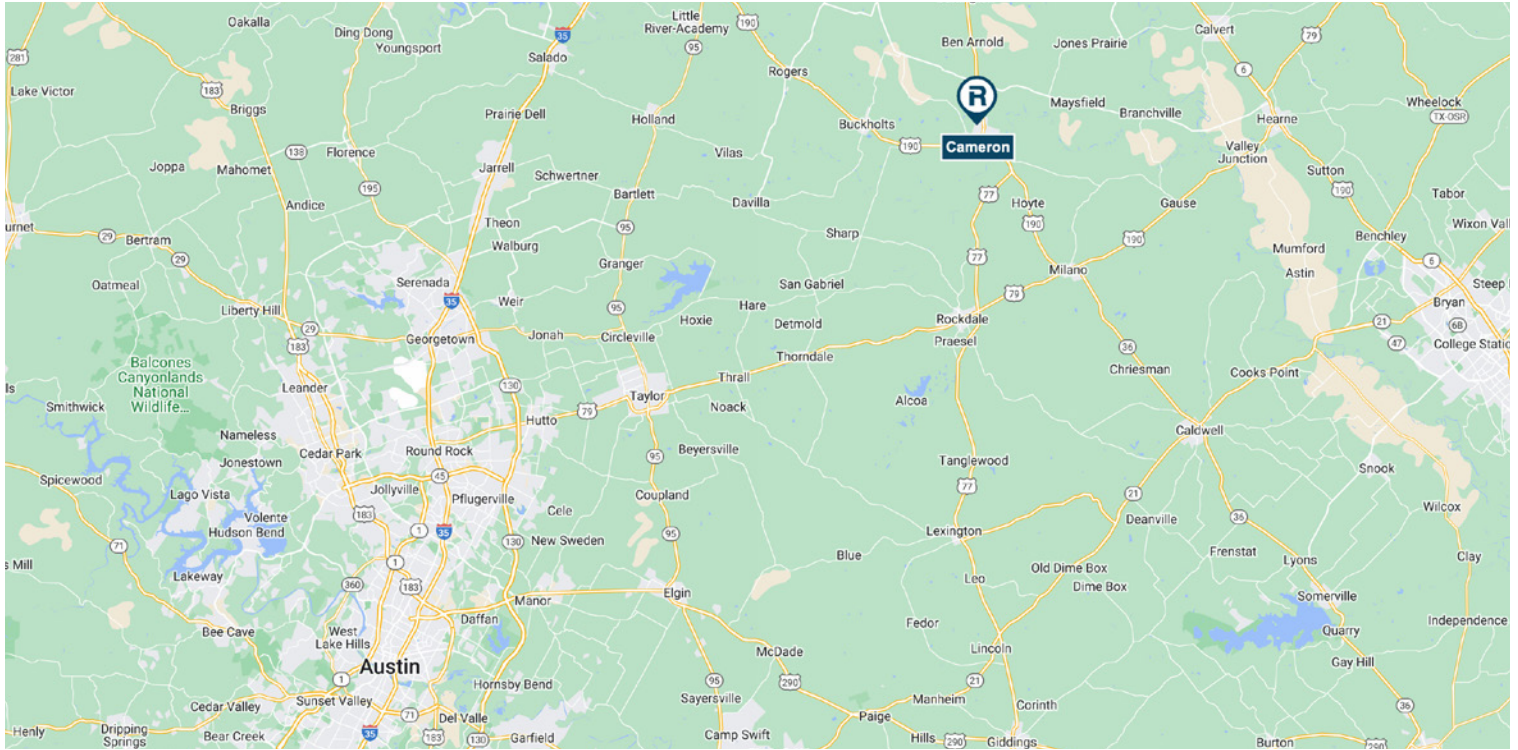 Oakalla
Ding Dong
Youngsport
35
Salado
Little
River-Academy
95
190
Ben Arnold
Jones Prairie
Calvert
79
281
Lake Victor
183
Briggs
Prairie Dell
Holland
Rogers
R
Cameron
Maysfield
Branchville
6
Hearne
Wheelock
TX-OSR
Buckholts
190
138
Florence
Joppa
Mahomet
195
Jarrell
Schwertner
Vilas
Valley
Junction
Sutton
190
Tabor
Andice
Theon
Walburg
Bartlett
95
Davilla
Sharp
77
Hoyte
190
Gause
190
Benchley
Wixon Val
urnet
29
Bertram
29
Oatmeal
Serenada
35
Weir
Granger
95
San Gabriel
Hare
Hoxie
Detmold
77
Milano
79
Mumford
Astin
6
Steep
Bryan
6B
Liberty Hill
29
183
Georgetown
Jonah
Circleville
Rockdale
Praesel
Thorndale
21
47
College Static
Balcones
Canyonlands
National
Wildlife...
Leander
130
Thrall
36
Chriesman
Cooks Point
ls
Smithwick
Hutto
79
Taylor
Noack
Alcoa
Caldwell
Nameless
Jonestown
Cedar Park
Round Rock
45
95
Beyersville
Tanglewood
77
Snook
Spicewood
Lago Vista
Jollyville
Pflugerville
Coupland
21
Deanville
36
Wilcox
Volente
Hudson Bend
183
1
35
Cele
130
New Sweden
95
Lexington
Blue
Frenstat
Lyons
Clay
71
s Mill
Lakeway
360
1
183
Manor
Elgin
Leo
Old Dime Box
Dime Box
Somerville
Bee Cave
West
Lake Hills
Daffan
Fedor
Quarry
Independence
Austin
1
McDade
Lincoln
Gay Hill
Hornsby Bend
95
Sayersville
290
21
Manheim
Corinth
36
Cedar Valley
Sunset Valley
71
Del Valle
Paige
Henly
Dripping
Springs
Bear Creek
35
183
130
Garfield
Camp Swift
Hills
290
Giddings
Burton
290